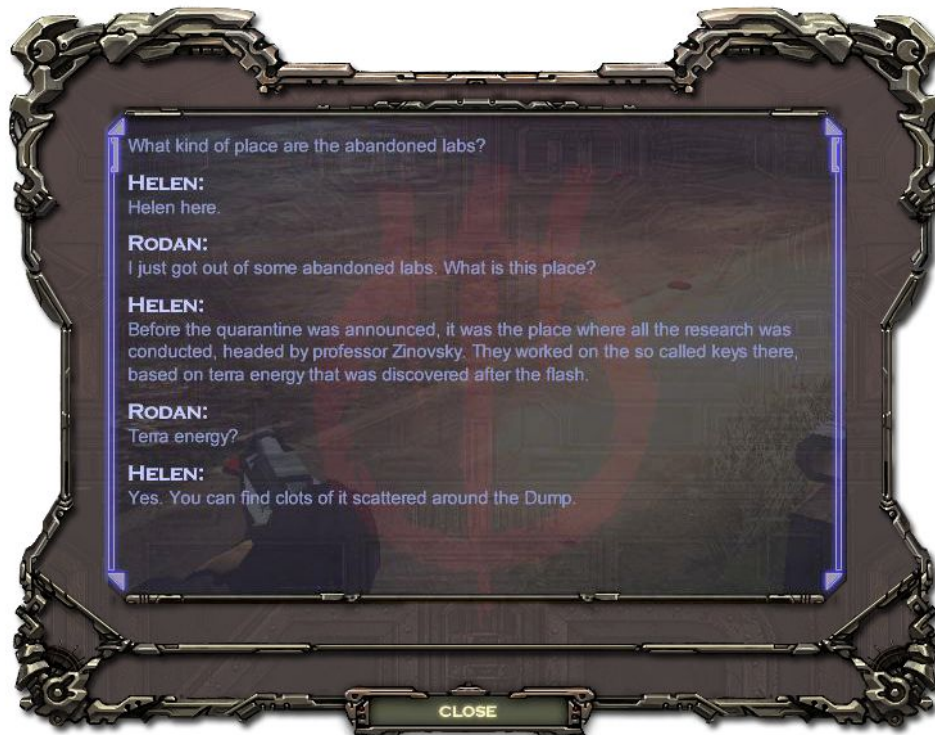 What kind of place are the abandoned labs?
HELEN:
Helen here.
RODAN:
I just got out of some abandoned labs. What is this place?
HELEN:
Before the quarantine was announced, it was the place where all the research was
conducted, headed by professor Zinovsky. They worked on the so called keys there,
based on terra energy that was discovered after the flash.
RODAN:
Terra energy?
HELEN:
Yes. You can find clots of it scattered around the Dump.
CLOSE